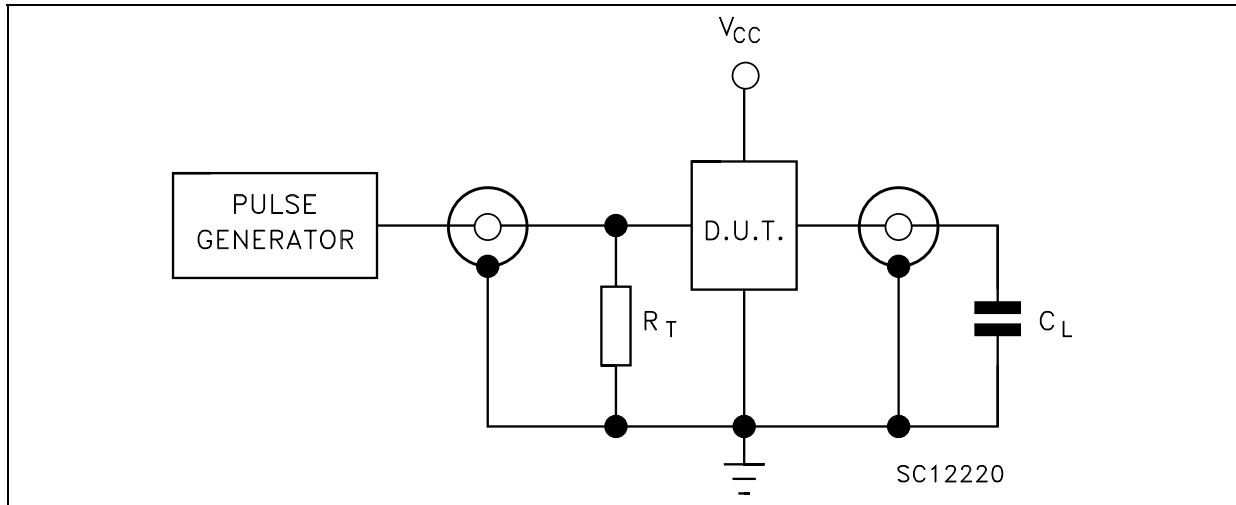 VCC
PULSE
GENERATOR
D.U.T.
RT
CL
SC12220